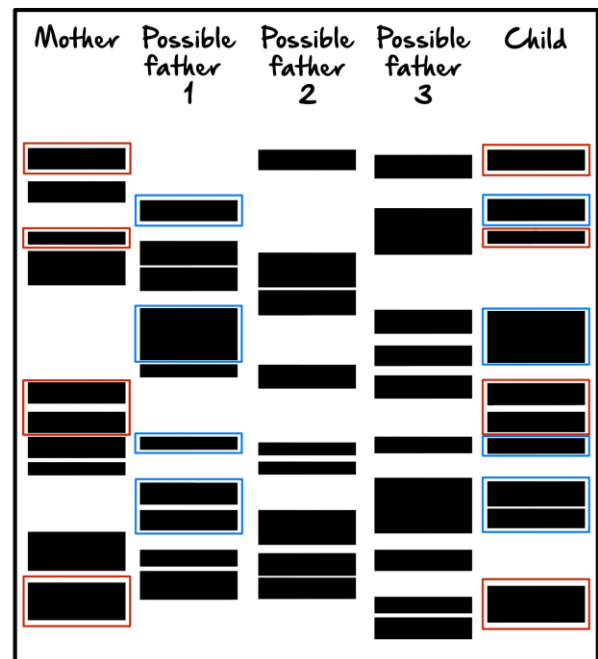 Mother
Possible
father
1
Possible
father
2
Possible
father
3
Child